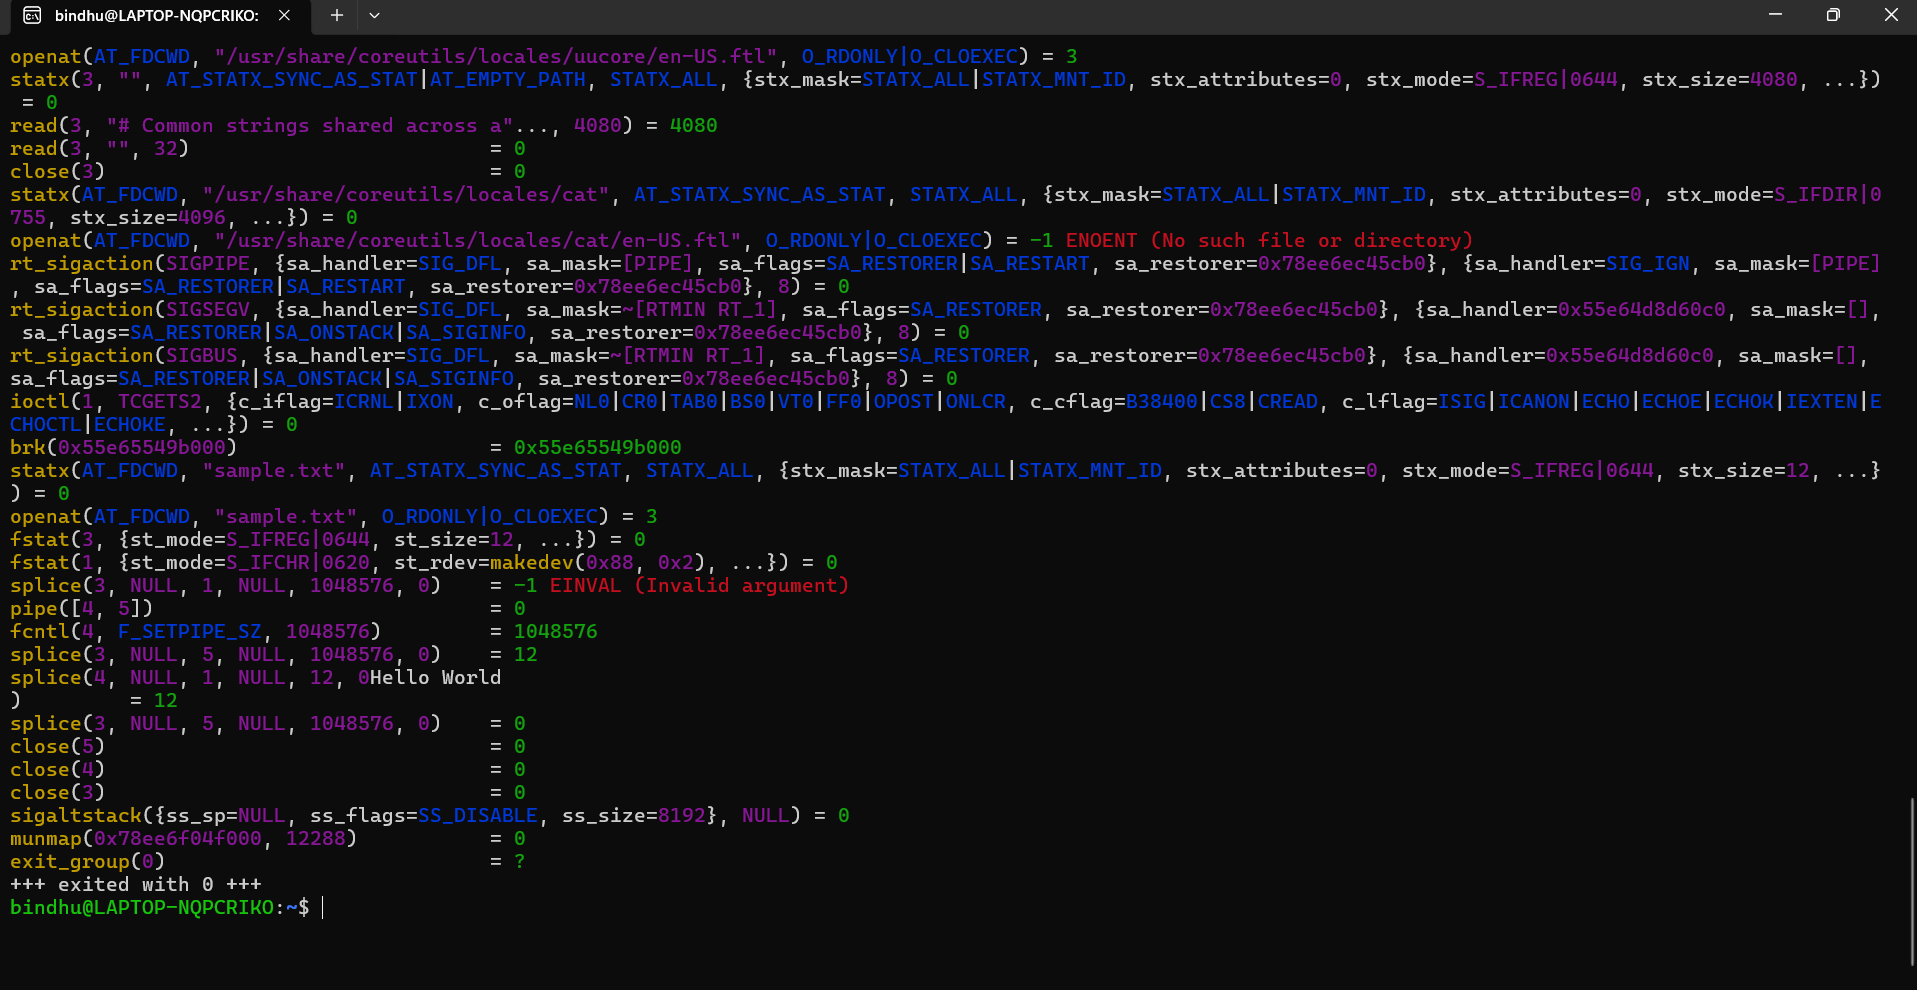 bindhu@LAPTOP-NQPCRIKO:
openat(AT_FDCWD, "/usr/share/coreutils/locales/uucore/en-US.ftl", O_RDONLY|O_CLOEXEC) = 3
statx(3, "", AT_STATX_SYNC_AS_STAT|AT_EMPTY_PATH, STATX_ALL, {stx_mask=STATX_ALL|STATX_MNT_ID, stx_attributes=0, stx_mode=S_IFREG|0644, stx_size=4080, ...})
 = 0
read(3, "# Common strings shared across a"..., 4080) = 4080
read(3, "", 32)                         = 0
close(3)                                = 0
statx(AT_FDCWD, "/usr/share/coreutils/locales/cat", AT_STATX_SYNC_AS_STAT, STATX_ALL, {stx_mask=STATX_ALL|STATX_MNT_ID, stx_attributes=0, stx_mode=S_IFDIR|0
755, stx_size=4096, ...}) = 0
openat(AT_FDCWD, "/usr/share/coreutils/locales/cat/en-US.ftl", O_RDONLY|O_CLOEXEC) = -1 ENOENT (No such file or directory)
rt_sigaction(SIGPIPE, {sa_handler=SIG_DFL, sa_mask=[PIPE], sa_flags=SA_RESTORER|SA_RESTART, sa_restorer=0x78ee6ec45cb0}, {sa_handler=SIG_IGN, sa_mask=[PIPE]
, sa_flags=SA_RESTORER|SA_RESTART, sa_restorer=0x78ee6ec45cb0}, 8) = 0
rt_sigaction(SIGSEGV, {sa_handler=SIG_DFL, sa_mask=~[RTMIN RT_1], sa_flags=SA_RESTORER, sa_restorer=0x78ee6ec45cb0}, {sa_handler=0x55e64d8d60c0, sa_mask=[],
 sa_flags=SA_RESTORER|SA_ONSTACK|SA_SIGINFO, sa_restorer=0x78ee6ec45cb0}, 8) = 0
rt_sigaction(SIGBUS, {sa_handler=SIG_DFL, sa_mask=~[RTMIN RT_1], sa_flags=SA_RESTORER, sa_restorer=0x78ee6ec45cb0}, {sa_handler=0x55e64d8d60c0, sa_mask=[],
sa_flags=SA_RESTORER|SA_ONSTACK|SA_SIGINFO, sa_restorer=0x78ee6ec45cb0}, 8) = 0
ioctl(1, TCGETS2, {c_iflag=ICRNL|IXON, c_oflag=NL0|CR0|TAB0|BS0|VT0|FF0|OPOST|ONLCR, c_cflag=B38400|CS8|CREAD, c_lflag=ISIG|ICANON|ECHO|ECHOE|ECHOK|IEXTEN|E
CHOCTL|ECHOKE, ...}) = 0
brk(0x55e65549b000)                     = 0x55e65549b000
statx(AT_FDCWD, "sample.txt", AT_STATX_SYNC_AS_STAT, STATX_ALL, {stx_mask=STATX_ALL|STATX_MNT_ID, stx_attributes=0, stx_mode=S_IFREG|0644, stx_size=12, ...}
) = 0
openat(AT_FDCWD, "sample.txt", O_RDONLY|O_CLOEXEC) = 3
fstat(3, {st_mode=S_IFREG|0644, st_size=12, ...}) = 0
fstat(1, {st_mode=S_IFCHR|0620, st_rdev=makedev(0x88, 0x2), ...}) = 0
splice(3, NULL, 1, NULL, 1048576, 0)    = -1 EINVAL (Invalid argument)
pipe([4, 5])                            = 0
fcntl(4, F_SETPIPE_SZ, 1048576)         = 1048576
splice(3, NULL, 5, NULL, 1048576, 0)    = 12
splice(4, NULL, 1, NULL, 12, 0Hello World
)         = 12
splice(3, NULL, 5, NULL, 1048576, 0)    = 0
close(5)                                = 0
close(4)                                = 0
close(3)                                = 0
sigaltstack({ss_sp=NULL, ss_flags=SS_DISABLE, ss_size=8192}, NULL) = 0
munmap(0x78ee6f04f000, 12288)           = 0
exit_group(0)                           = ?
+++ exited with 0 +++
bindhu@LAPTOP-NQPCRIKO:~$